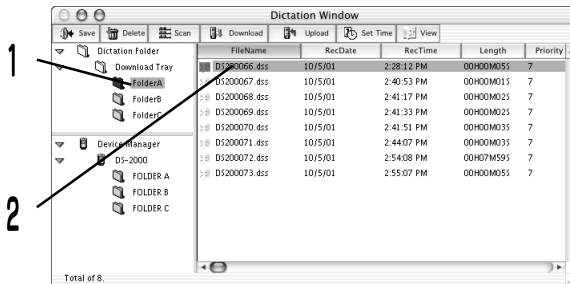 Dictation Window
Save Delete Scan Download Upload Set Time View
Dictation Folder
Download Tray
FolderA
FolderB
FolderC
Device Manager
DS-2000
FOLDER A
FOLDER B
FOLDER C
FileName RecDate RecTime Length Priority
DS200066.dss 10/5/01 2:28:12 PM 00H00M05S 7
DS200067.dss 10/5/01 2:40:53 PM 00H00M01S 7
DS200068.dss 10/5/01 2:41:17 PM 00H00M02S 7
DS200069.dss 10/5/01 2:41:33 PM 00H00M02S 7
DS200070.dss 10/5/01 2:41:51 PM 00H00M03S 7
DS200071.dss 10/5/01 2:44:07 PM 00H00M03S 7
DS200072.dss 10/5/01 2:54:08 PM 00H07M59S 7
DS200073.dss 10/5/01 2:55:07 PM 00H00M05S 7
Total of 8.
1
2